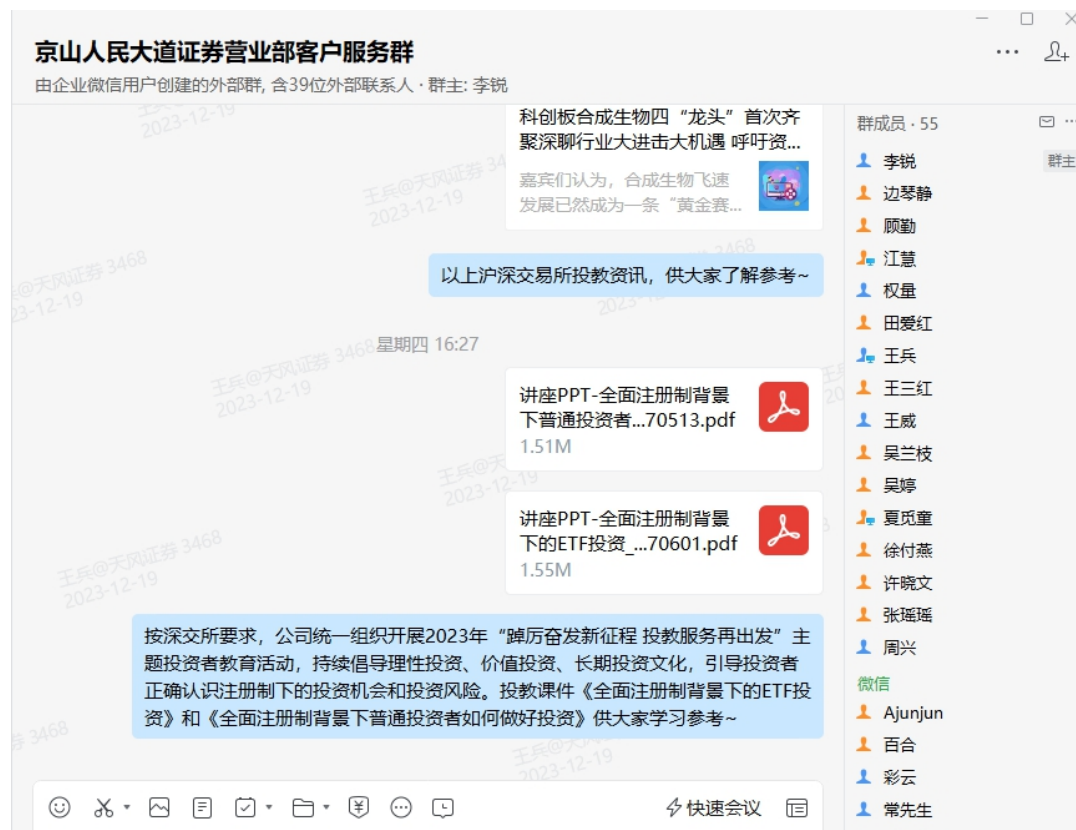 京山人民大道证券营业部客户服务群
由企业微信用户创建的外部群, 含39位外部联系人 · 群主: 李锐
科创板合成生物四“龙头”首次齐
聚深聊行业大进击大机遇 呼吁资...
嘉宾们认为，合成生物飞速
发展已然成为一条“黄金赛...
以上沪深交易所投教资讯，供大家了解参考~
星期四 16:27
讲座PPT-全面注册制背景
下普通投资者...70513.pdf
1.51M
讲座PPT-全面注册制背景
下的ETF投资_...70601.pdf
1.55M
按深交所要求，公司统一组织开展2023年“踔厉奋发新征程 投教服务再出发”主
题投资者教育活动，持续倡导理性投资、价值投资、长期投资文化，引导投资者
正确认识注册制下的投资机会和投资风险。投教课件《全面注册制背景下的ETF投
资》和《全面注册制背景下普通投资者如何做好投资》供大家学习参考~
快速会议
群成员 · 55
李锐
群主
边琴静
顾勤
江慧
权量
田爱红
王兵
王三红
王威
吴兰枝
吴婷
夏觅童
徐付燕
许晓文
张瑶瑶
周兴
微信
Ajunjun
百合
彩云
常先生
王兵@天风证券 3468
2023-12-19